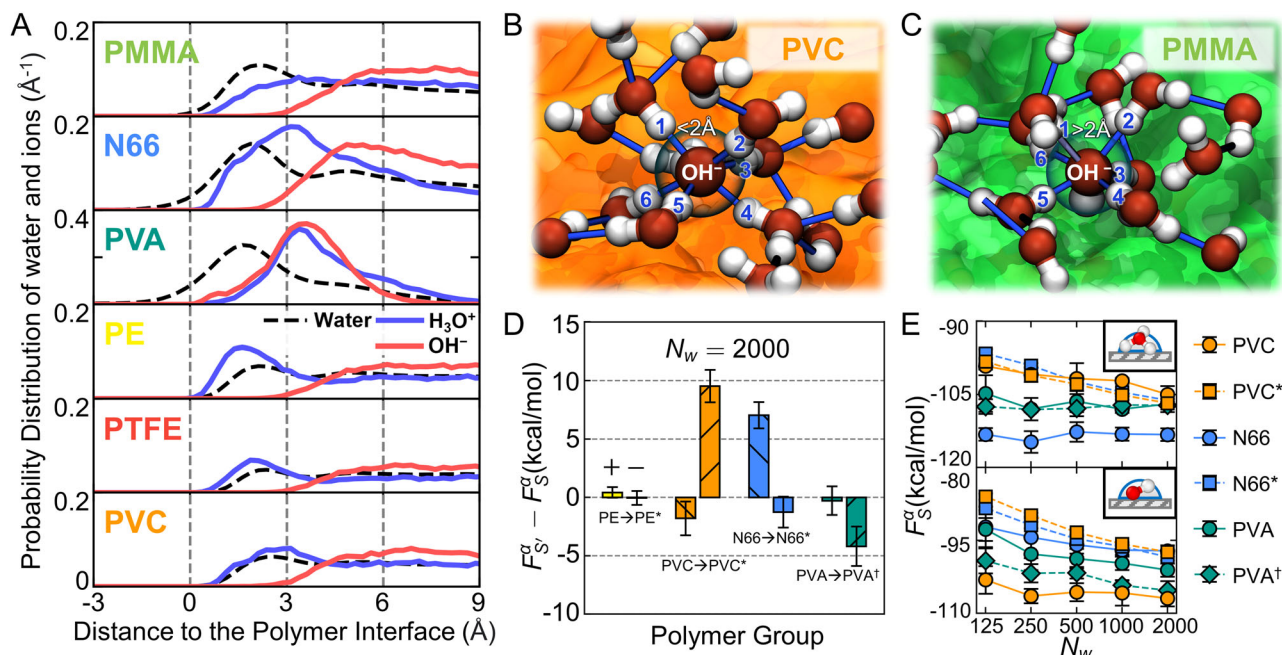 A
Probability Distribution of water and ions (Å⁻¹)
0.2
PMMA
0.2
N66
0.4
PVA
0.2
PE
Water
H₃O⁺
OH⁻
0.2
PTFE
0.2
PVC
0
-3
0
3
6
9
Distance to the Polymer Interface (Å)
B
PVC
1
<2Å
2
OH⁻
3
6
5
4
C
PMMA
1
>2Å
2
6
OH⁻
3
5
4
D
15
10
5
0
-5
-10
F_{S'}^α − F_S^α (kcal/mol)
N_w = 2000
+ −
PE→PE*
PVC→PVC*
N66→N66*
PVA→PVA†
Polymer Group
E
F_S^α (kcal/mol)
-90
-105
-120
-80
-95
-110
125
250
500
1000
2000
N_w
PVC
PVC*
N66
N66*
PVA
PVA†